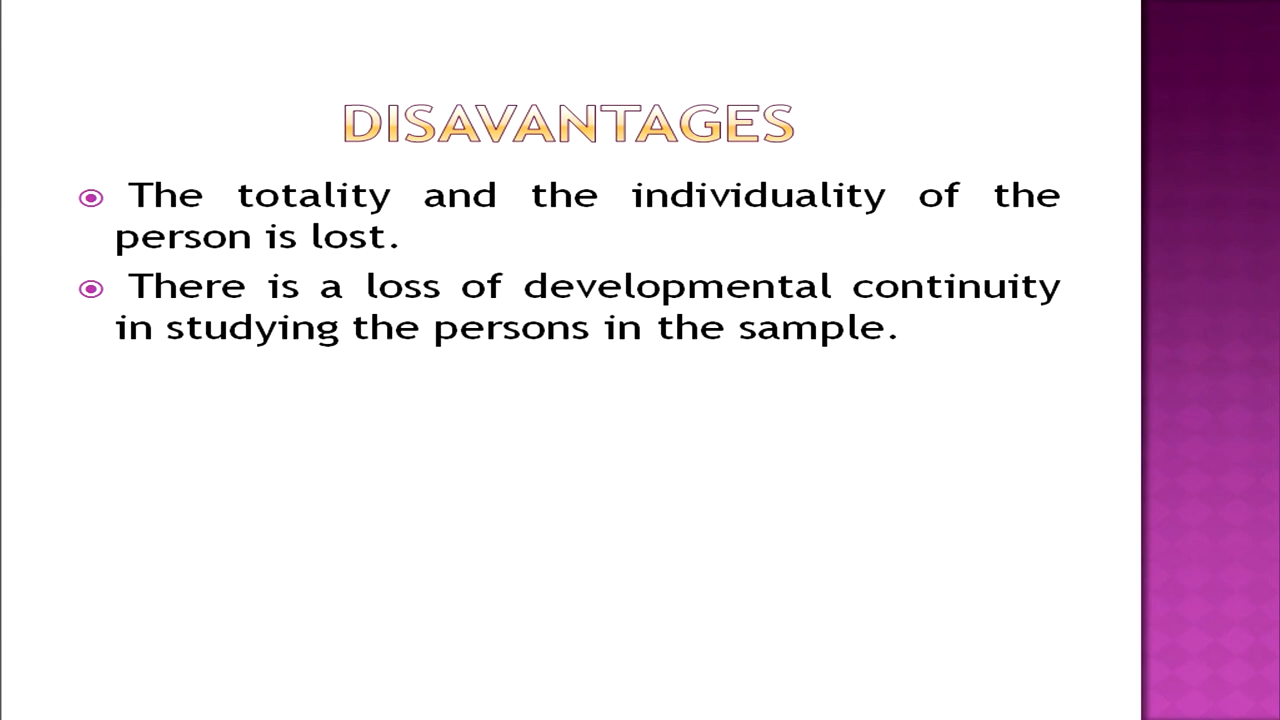 DISAVANTAGES
The totality and the individuality of the
person is lost.
There is a loss of developmental continuity
in studying the persons in the sample.